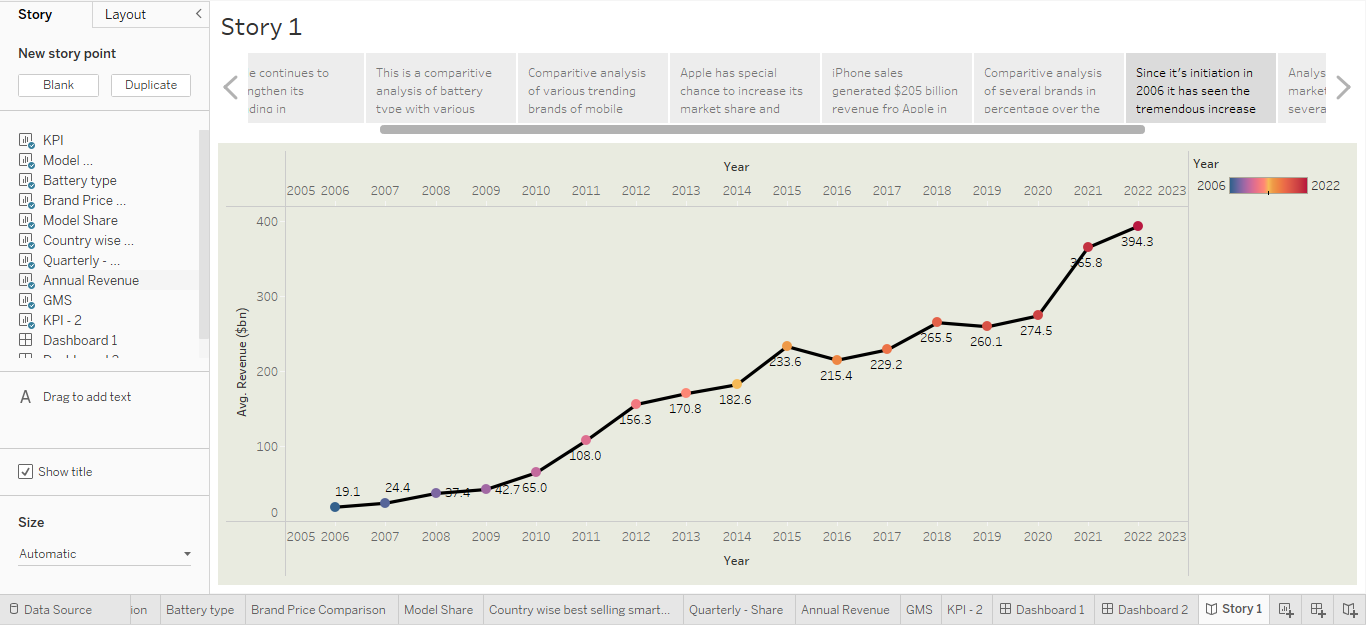 Story
Layout
New story point
Blank
Duplicate
KPI
Model ...
Battery type
Brand Price ...
Model Share
Country wise ...
Quarterly - ...
Annual Revenue
GMS
KPI - 2
Dashboard 1
Drag to add text
Show title
Size
Automatic
Story 1
e continues to
ngthen its
ding in
This is a comparitive
analysis of battery
type with various
Comparitive analysis
of various trending
brands of mobile
Apple has special
chance to increase its
market share and
iPhone sales
generated $205 billion
revenue fro Apple in
Comparitive analysis
of several brands in
percentage over the
Since it's initiation in
2006 it has seen the
tremendous increase
Analys
market
severa
Year
2005 2006 2007 2008 2009 2010 2011 2012 2013 2014 2015 2016 2017 2018 2019 2020 2021 2022 2023
Avg. Revenue ($bn)
400
300
200
100
0
19.1
24.4
37.4
42.7
65.0
108.0
156.3
170.8
182.6
233.6
215.4
229.2
265.5
260.1
274.5
365.8
394.3
2005 2006 2007 2008 2009 2010 2011 2012 2013 2014 2015 2016 2017 2018 2019 2020 2021 2022 2023
Year
Year
2006 2022
Data Source
ion
Battery type
Brand Price Comparison
Model Share
Country wise best selling smart...
Quarterly - Share
Annual Revenue
GMS
KPI - 2
Dashboard 1
Dashboard 2
Story 1